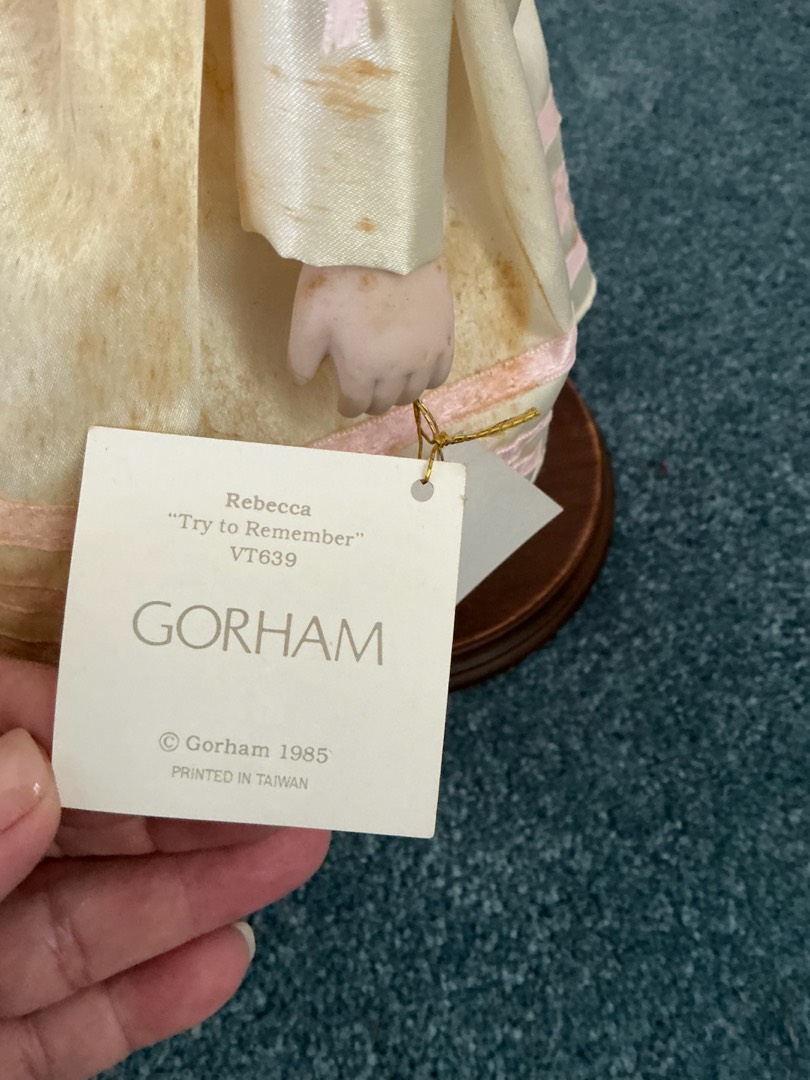 Rebecca
"Try to Remember"
VT639
GORHAM
© Gorham 1985
PRINTED IN TAIWAN